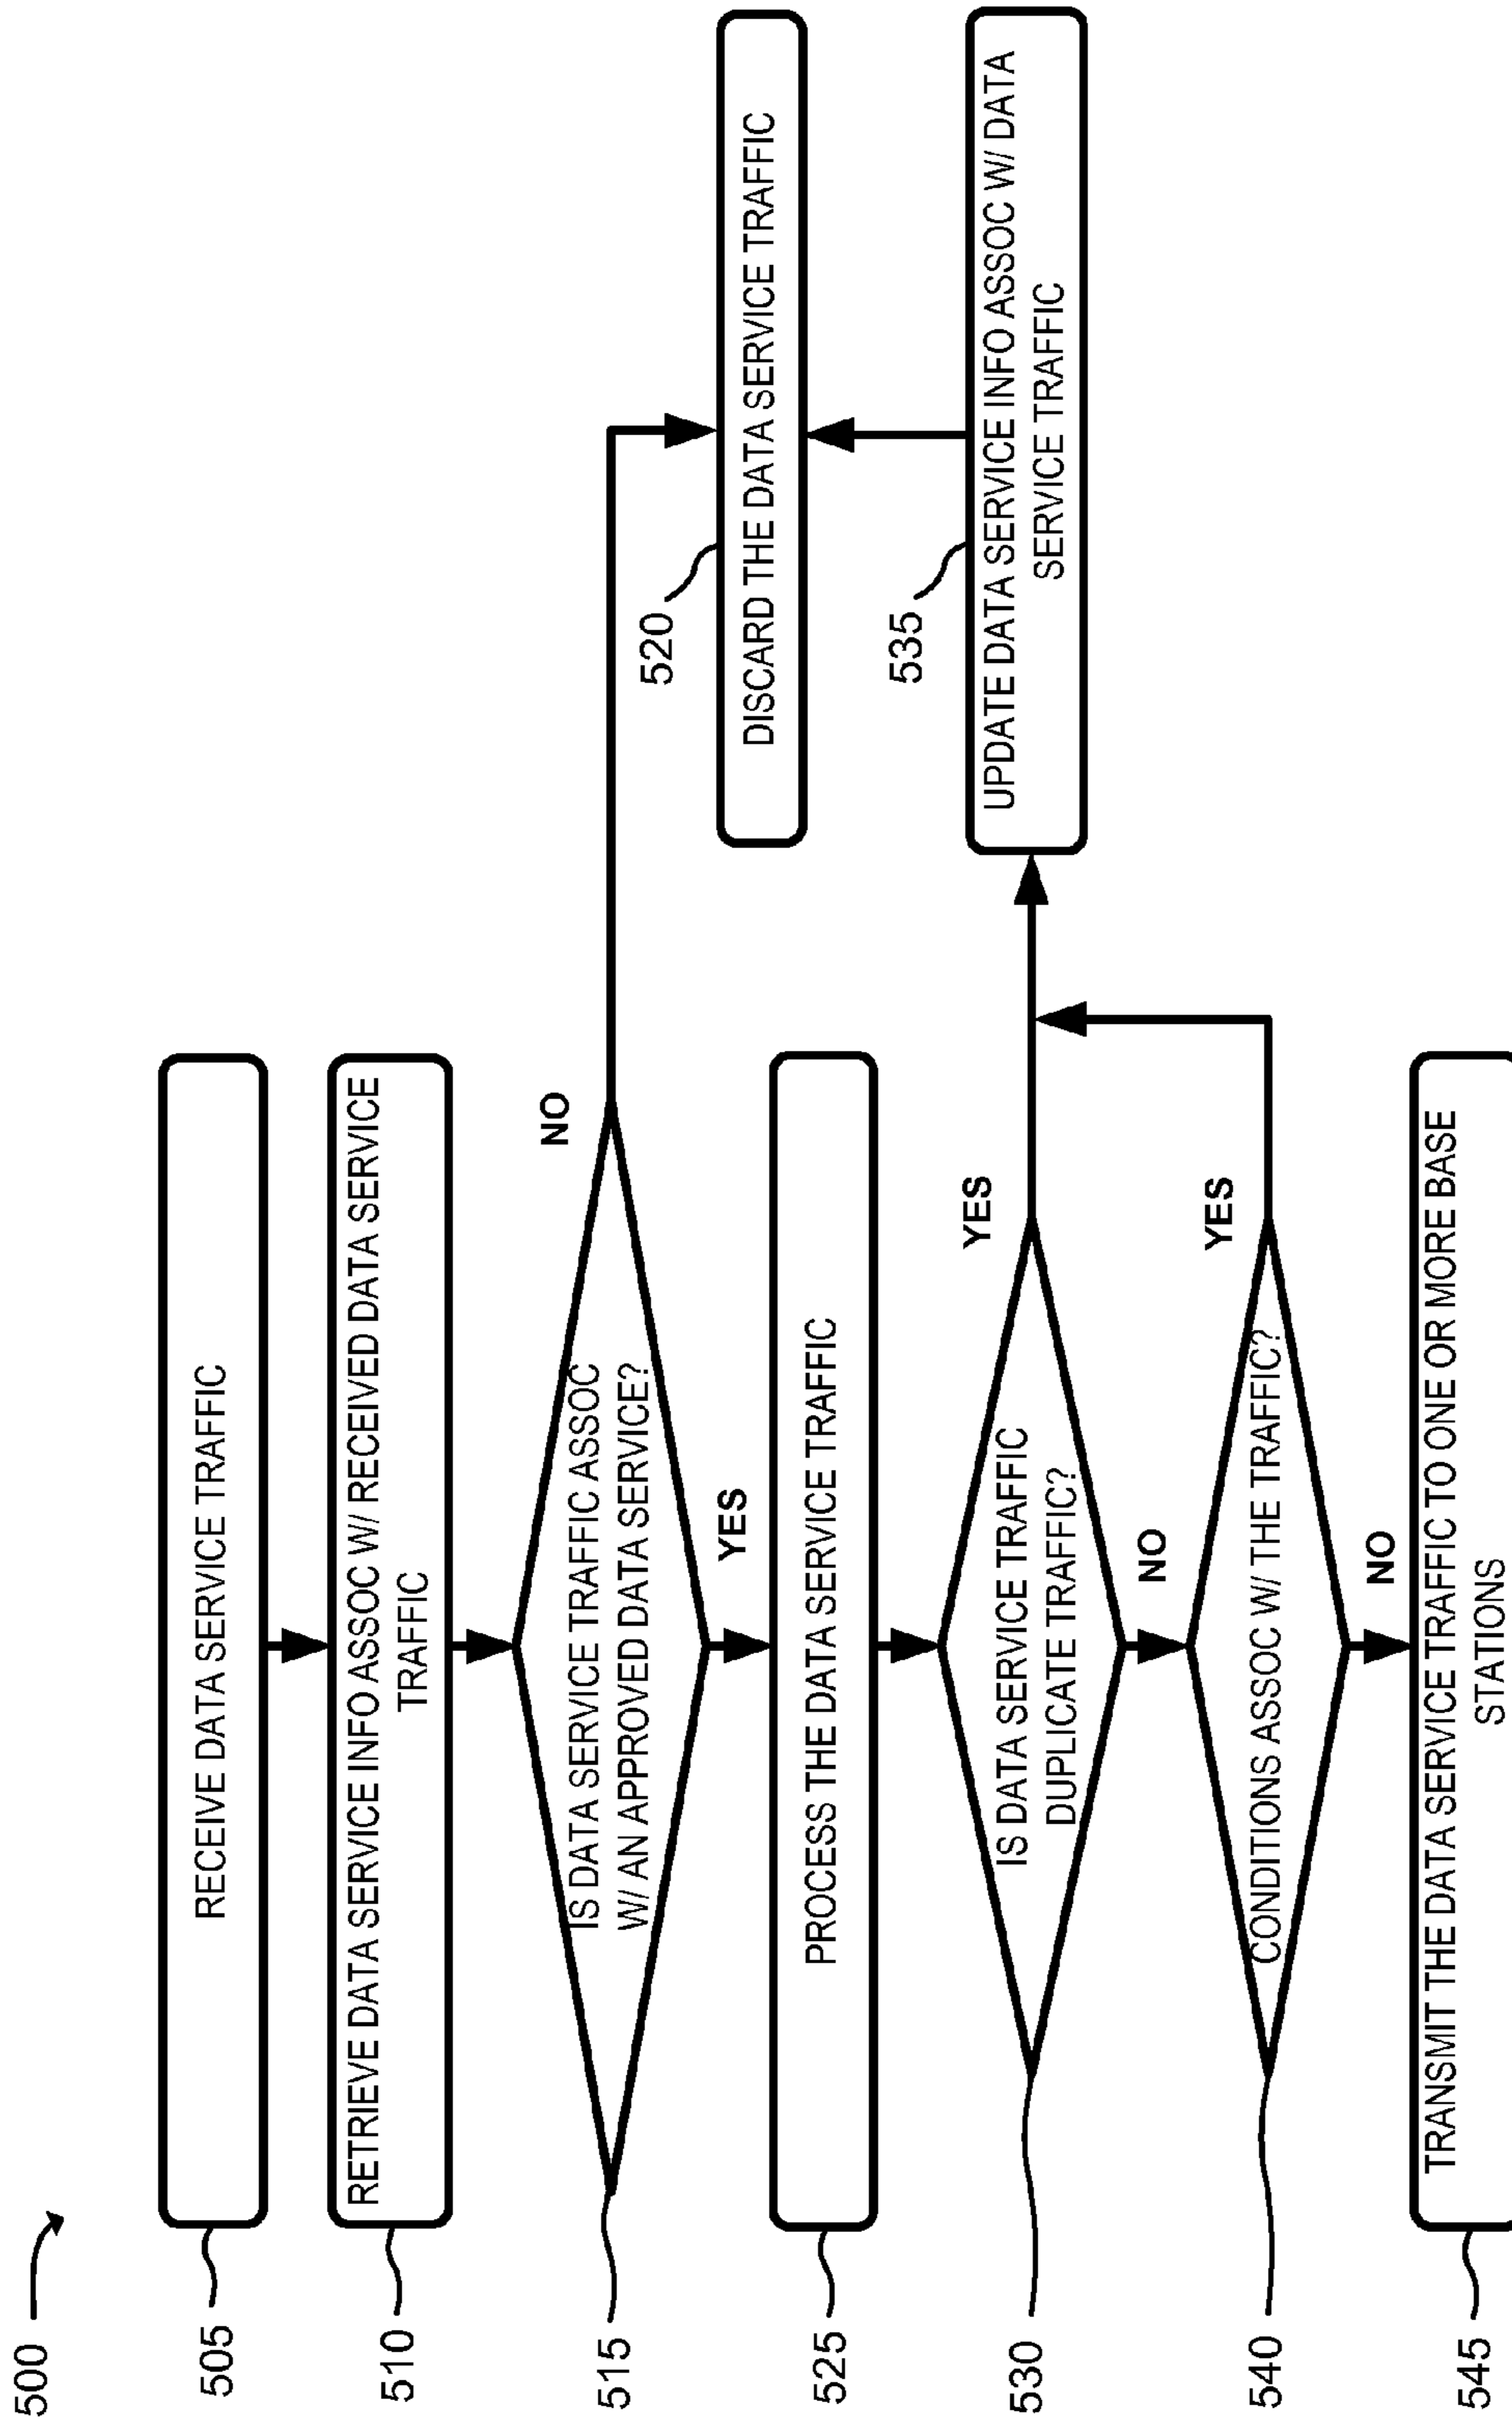 500
505
RECEIVE DATA SERVICE TRAFFIC
510
RETRIEVE DATA SERVICE INFO ASSOC W/ RECEIVED DATA SERVICE
TRAFFIC
515
IS DATA SERVICE TRAFFIC ASSOC
W/ AN APPROVED DATA SERVICE?
NO
YES
520
DISCARD THE DATA SERVICE TRAFFIC
525
PROCESS THE DATA SERVICE TRAFFIC
530
IS DATA SERVICE TRAFFIC
DUPLICATE TRAFFIC?
YES
NO
535
UPDATE DATA SERVICE INFO ASSOC W/ DATA
SERVICE TRAFFIC
540
CONDITIONS ASSOC W/ THE TRAFFIC?
YES
NO
545
TRANSMIT THE DATA SERVICE TRAFFIC TO ONE OR MORE BASE
STATIONS